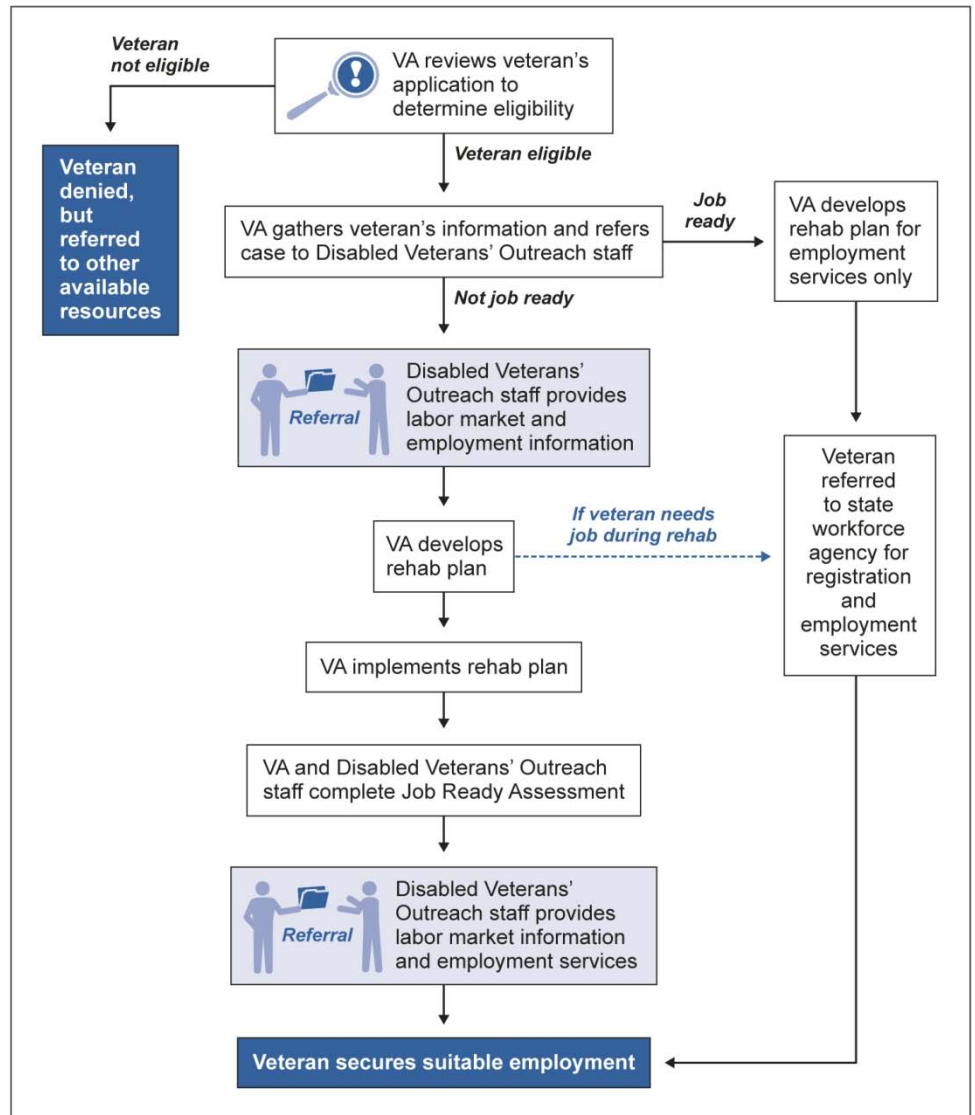 Veteran
not eligible
VA reviews veteran's
application to
determine eligibility
Veteran eligible
Veteran
denied,
but
referred
to other
available
resources
VA gathers veteran's information and refers
case to Disabled Veterans' Outreach staff
Job
ready
VA develops
rehab plan for
employment
services only
Not job ready
Referral
Disabled Veterans'
Outreach staff provides
labor market and
employment information
VA develops
rehab plan
If veteran needs
job during rehab
Veteran
referred
to state
workforce
agency for
registration
and
employment
services
VA implements rehab plan
VA and Disabled Veterans' Outreach
staff complete Job Ready Assessment
Referral
Disabled Veterans'
Outreach staff provides
labor market information
and employment services
Veteran secures suitable employment